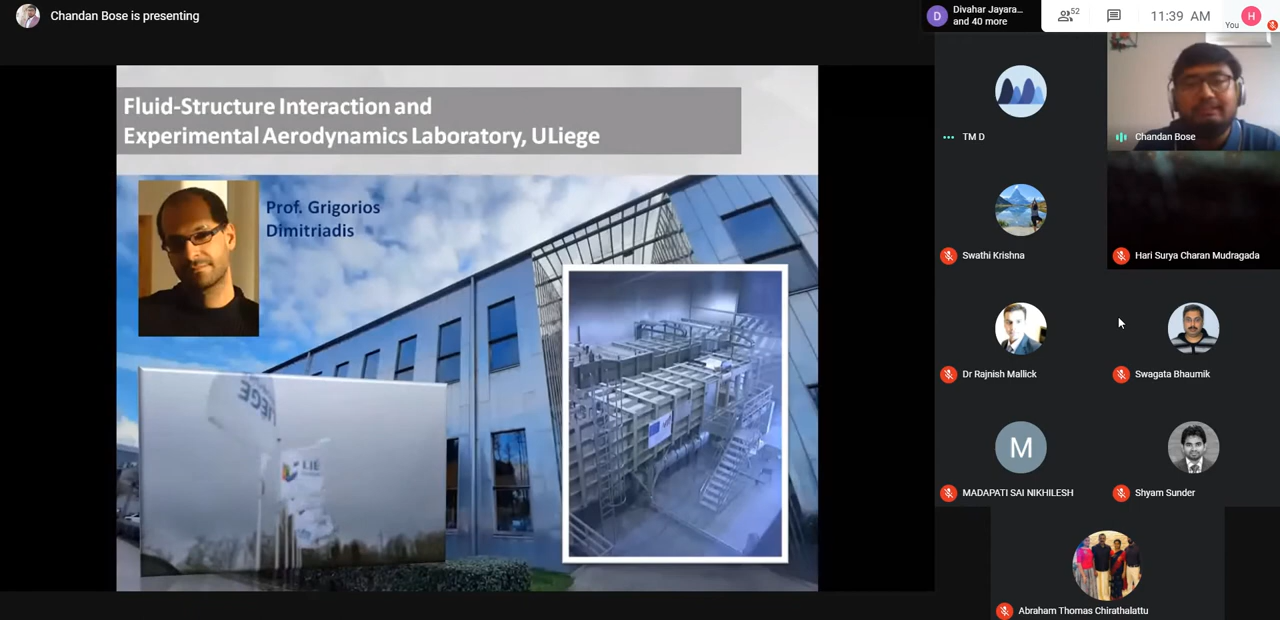 Chandan Bose is presenting
D
Divahar Jayara...
and 40 more
52
11:39 AM
You
H
Fluid-Structure Interaction and
Experimental Aerodynamics Laboratory, ULiege
Prof. Grigorios
Dimitriadis
LIÉ
TM D
Chandan Bose
Swathi Krishna
Hari Surya Charan Mudragada
Dr Rajnish Mallick
Swagata Bhaumik
M
MADAPATI SAI NIKHILESH
Shyam Sunder
Abraham Thomas Chirathalattu